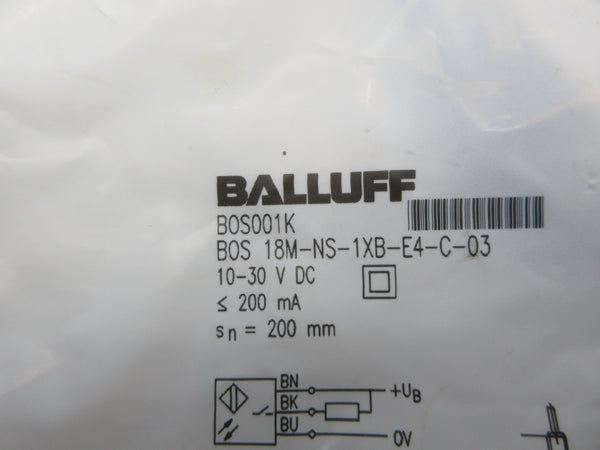 BALLUFF
BOS001K
BOS 18M-NS-1XB-E4-C-03
10-30 V DC
≤ 200 mA
sn = 200 mm
BN
+UB
BK
BU
0V